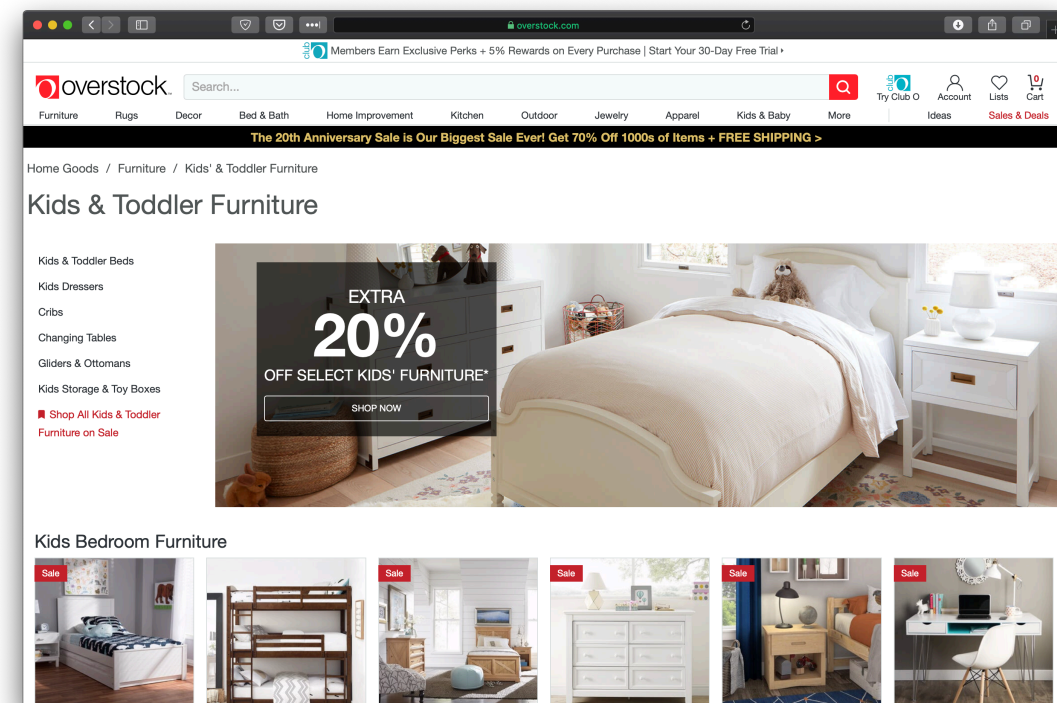 overstock.com
club O Members Earn Exclusive Perks + 5% Rewards on Every Purchase | Start Your 30-Day Free Trial
overstock™
Search...
club O
Try Club O
Account
Lists
0
Cart
Furniture Rugs Decor Bed & Bath Home Improvement Kitchen Outdoor Jewelry Apparel Kids & Baby More Ideas Sales & Deals
The 20th Anniversary Sale is Our Biggest Sale Ever! Get 70% Off 1000s of Items + FREE SHIPPING >
Home Goods / Furniture / Kids' & Toddler Furniture
Kids & Toddler Furniture
Kids & Toddler Beds
Kids Dressers
Cribs
Changing Tables
Gliders & Ottomans
Kids Storage & Toy Boxes
Shop All Kids & Toddler
Furniture on Sale
EXTRA
20%
OFF SELECT KIDS' FURNITURE*
SHOP NOW
Kids Bedroom Furniture
Sale
Sale
Sale
Sale
Sale